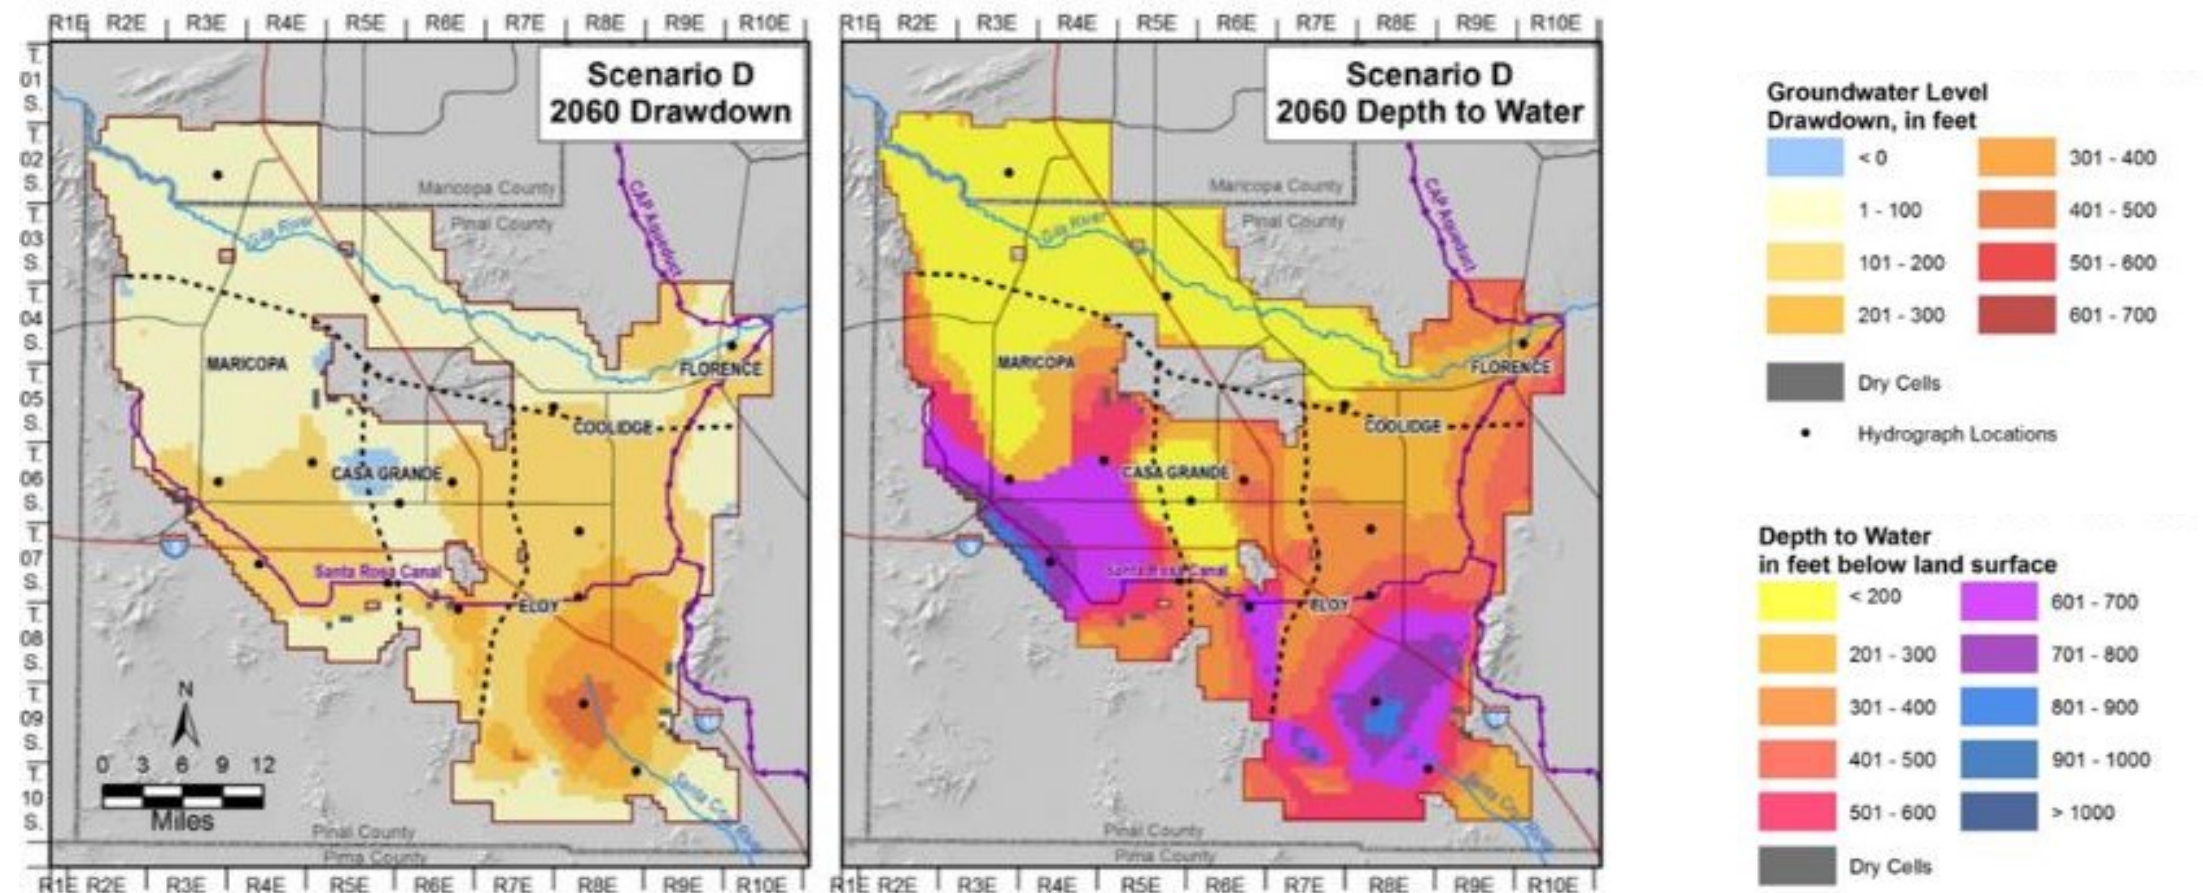 R1E R2E R3E R4E R5E R6E R7E R8E R9E R10E
Scenario D
2060 Drawdown
T.
01
S.
T.
02
S.
T.
03
S.
T.
04
S.
T.
05
S.
T.
06
S.
T.
07
S.
T.
08
S.
T.
09
S.
T.
10
S.
Maricopa County
Pinal County
CAP Aqueduct
Gila River
MARICOPA
FLORENCE
COOLIDGE
CASA GRANDE
Santa Rosa Canal
ELOY
N
0 3 6 9 12
Miles
Santa Cruz River
Pinal County
Pima County
R1E R2E R3E R4E R5E R6E R7E R8E R9E R10E
R1E R2E R3E R4E R5E R6E R7E R8E R9E R10E
Scenario D
2060 Depth to Water
Maricopa County
Pinal County
CAP Aqueduct
Gila River
MARICOPA
FLORENCE
COOLIDGE
CASA GRANDE
Santa Rosa Canal
ELOY
Santa Cruz River
Pinal County
Pima County
R1E R2E R3E R4E R5E R6E R7E R8E R9E R10E
Groundwater Level
Drawdown, in feet
< 0
1 - 100
101 - 200
201 - 300
301 - 400
401 - 500
501 - 600
601 - 700
Dry Cells
Hydrograph Locations
Depth to Water
in feet below land surface
< 200
201 - 300
301 - 400
401 - 500
501 - 600
601 - 700
701 - 800
801 - 900
901 - 1000
> 1000
Dry Cells